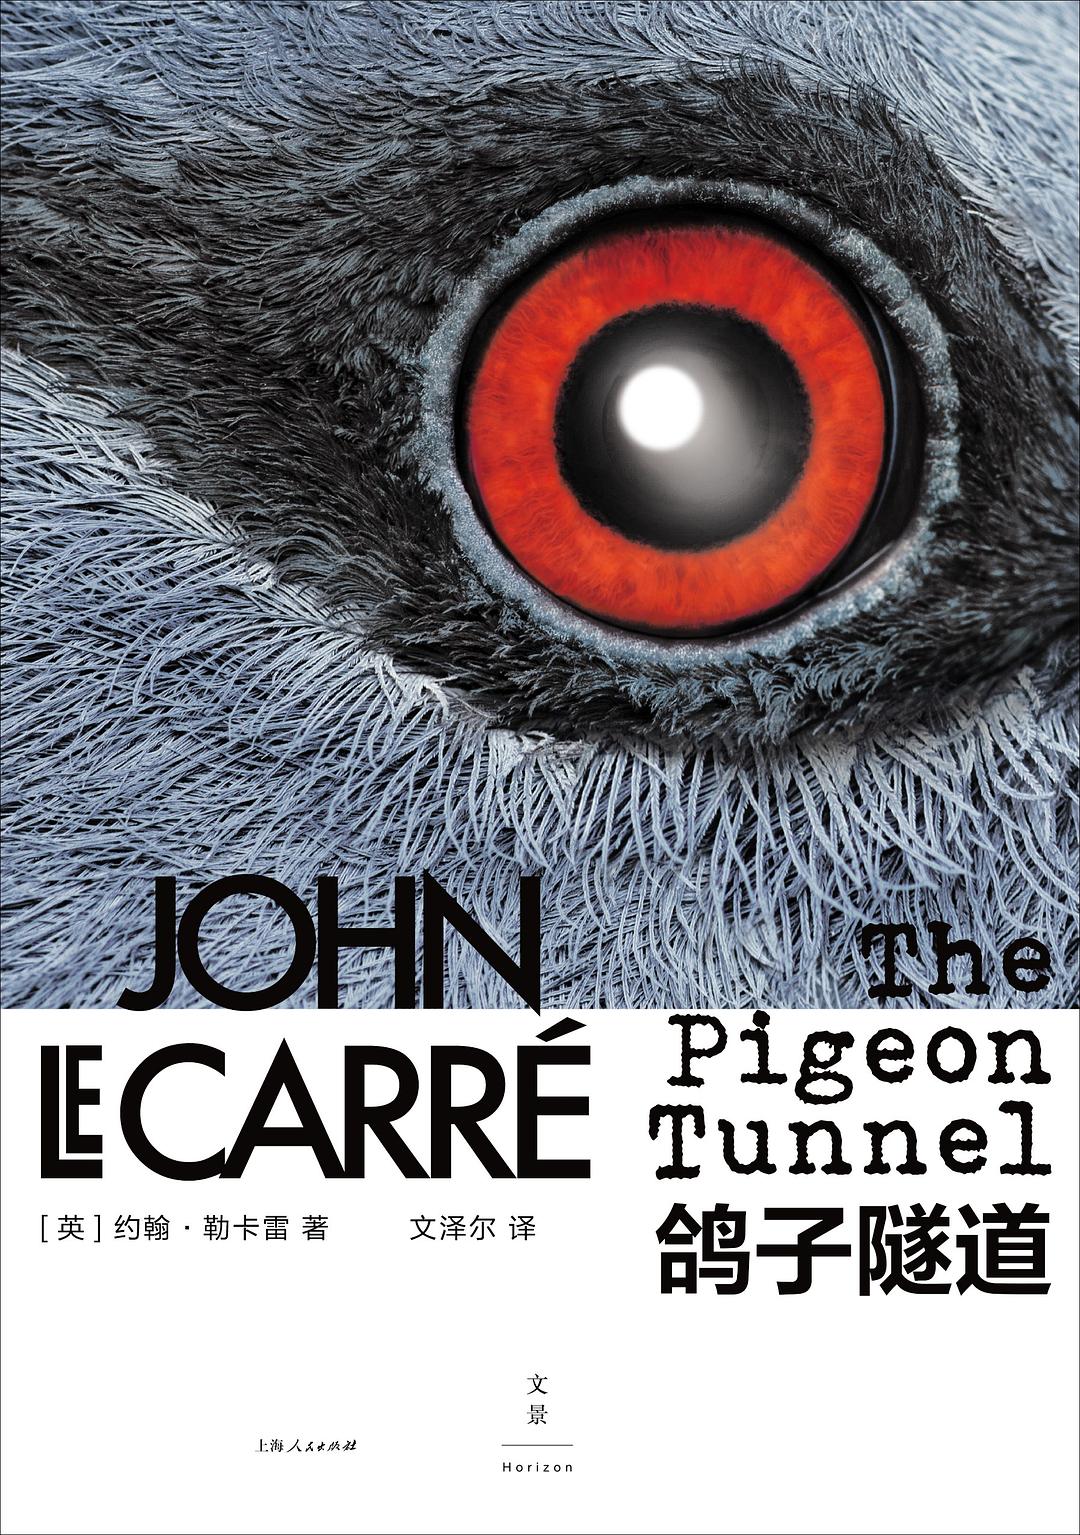 JOHN
LE CARRÉ
[英] 约翰·勒卡雷 著
文泽尔 译
The
Pigeon
Tunnel
鸽子隧道
文
景
Horizon
上海人民出版社